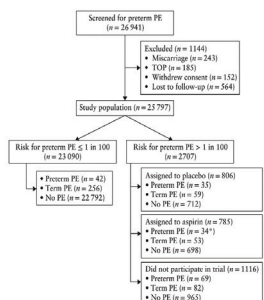 Screened for preterm PE
(n = 26 941)
Excluded (n = 1144)
• Miscarriage (n = 243)
• TOP (n = 185)
• Withdrew consent (n = 152)
• Lost to follow-up (n = 564)
Study population (n = 25 797)
Risk for preterm PE ≤ 1 in 100
(n = 23 090)
• Preterm PE (n = 42)
• Term PE (n = 256)
• No PE (n = 22 792)
Risk for preterm PE > 1 in 100
(n = 2707)
Assigned to placebo (n = 806)
• Preterm PE (n = 35)
• Term PE (n = 59)
• No PE (n = 712)
Assigned to aspirin (n = 785)
• Preterm PE (n = 34*)
• Term PE (n = 53)
• No PE (n = 698)
Did not participate in trial (n = 1116)
• Preterm PE (n = 69)
• Term PE (n = 82)
• No PE (n = 965)